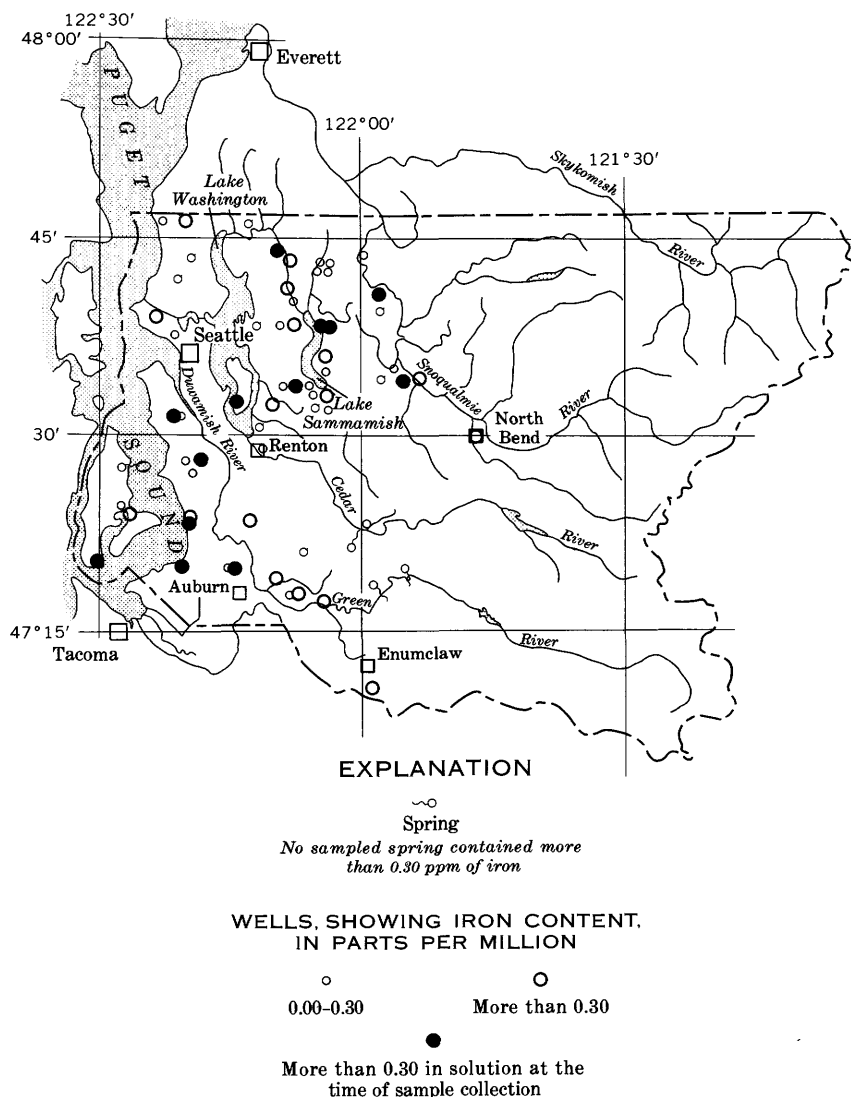 122°30'
48°00'
Everett
PUGET
122°00'
121°30'
Skykomish
River
Lake
Washington
45'
Seattle
Duwamish River
Snoqualmie
River
North
Bend
Lake
Sammamish
30'
Renton
SOUND
Cedar
River
Auburn
Green
River
47°15'
Tacoma
Enumclaw
EXPLANATION
Spring
No sampled spring contained more
than 0.30 ppm of iron
WELLS, SHOWING IRON CONTENT,
IN PARTS PER MILLION
0.00–0.30
More than 0.30
More than 0.30 in solution at the
time of sample collection